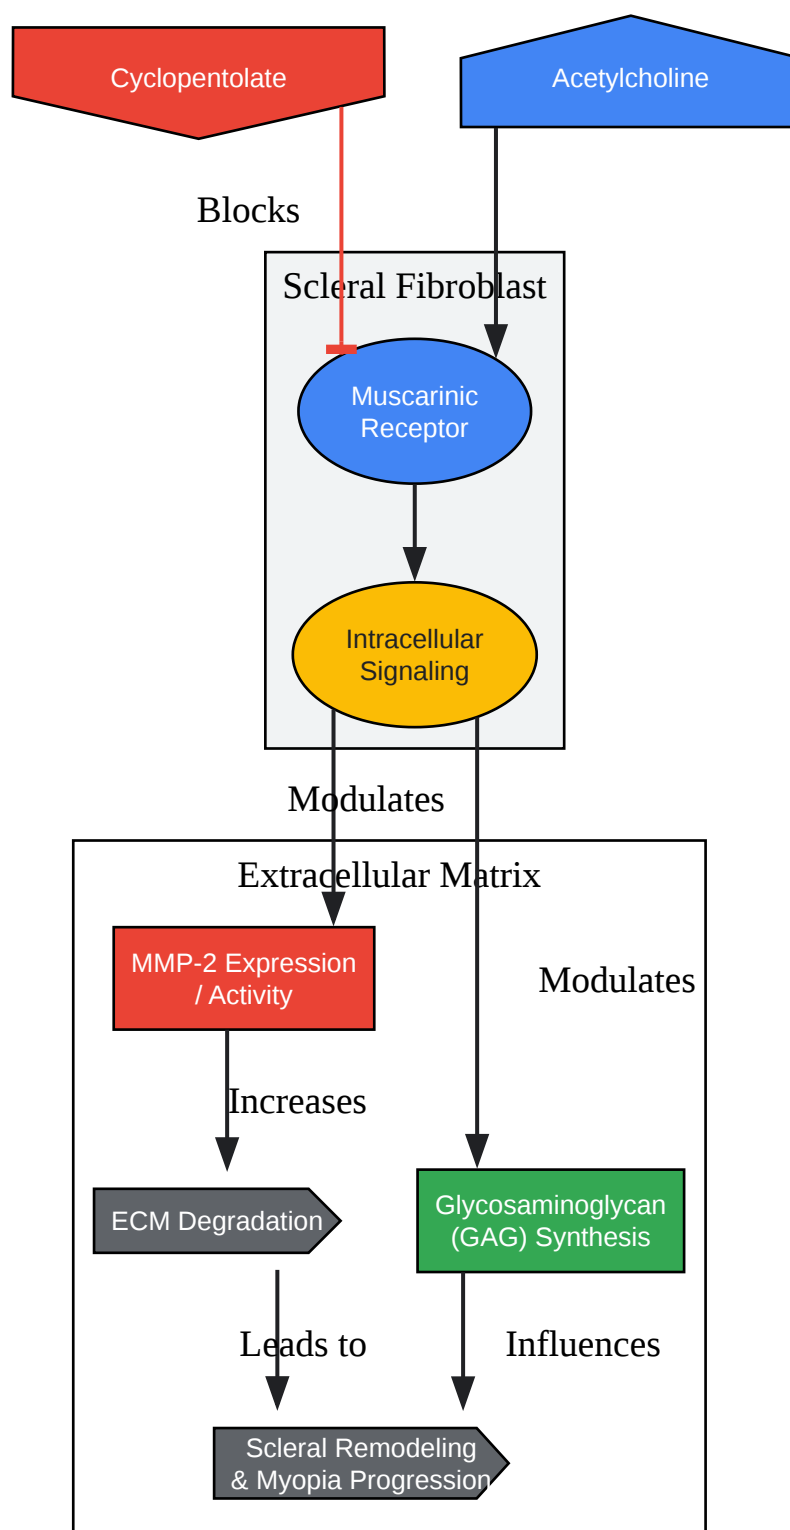 Cyclopentolate
Acetylcholine
Blocks
Scleral Fibroblast
Muscarinic
Receptor
Intracellular
Signaling
Modulates
Extracellular Matrix
MMP-2 Expression
/ Activity
Modulates
Increases
ECM Degradation
Glycosaminoglycan
(GAG) Synthesis
Leads to
Influences
Scleral Remodeling
& Myopia Progression